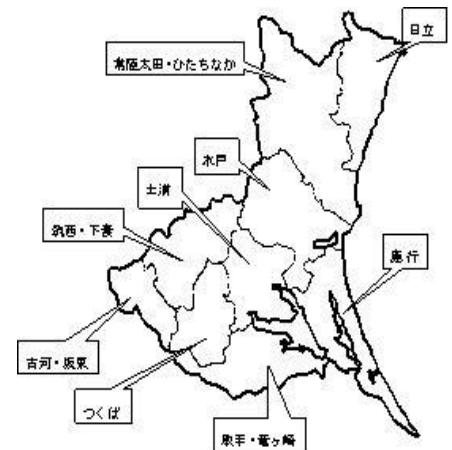 日立
常陸太田・ひたちなか
水戸
土浦
筑西・下妻
鹿行
古河・坂東
つくば
取手・竜ヶ崎